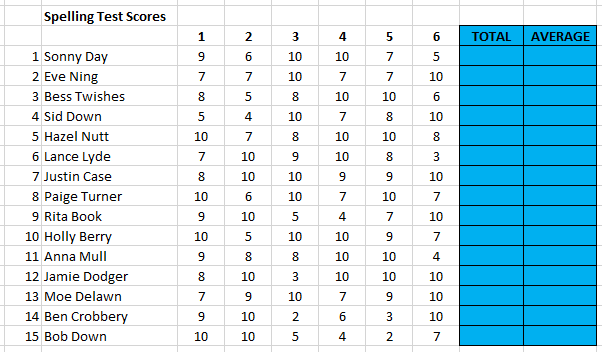 Spelling Test Scores
1 2 3 4 5 6 TOTAL AVERAGE
1 Sonny Day 9 6 10 10 7 5
2 Eve Ning 7 7 10 7 7 10
3 Bess Twishes 8 5 8 10 10 6
4 Sid Down 5 4 10 7 8 10
5 Hazel Nutt 10 7 8 10 10 8
6 Lance Lyde 7 10 9 10 8 3
7 Justin Case 8 10 10 9 9 10
8 Paige Turner 10 6 10 7 10 7
9 Rita Book 9 10 5 4 7 10
10 Holly Berry 10 5 10 10 9 7
11 Anna Mull 9 8 8 10 10 4
12 Jamie Dodger 8 10 3 10 10 10
13 Moe Delawn 7 9 10 7 9 10
14 Ben Crobbery 9 10 2 6 3 10
15 Bob Down 10 10 5 4 2 7